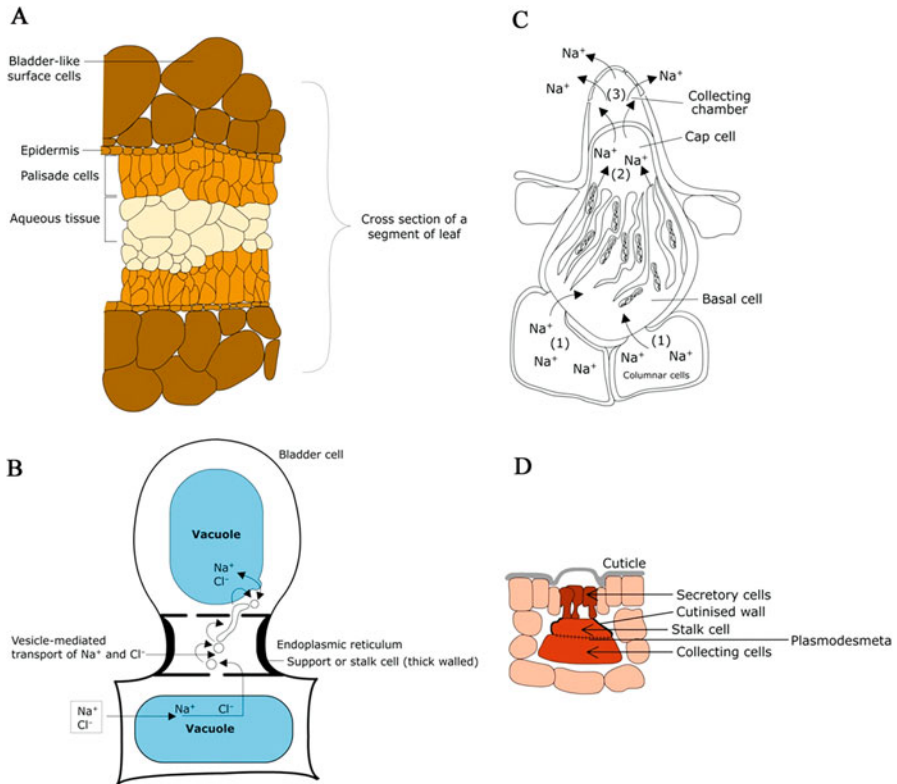 A
Bladder-like
surface cells
Epidermis
Palisade cells
Aqueous tissue
Cross section of a
segment of leaf
C
Na⁺
Na⁺
Na⁺
(3)
Collecting
chamber
Cap cell
Na⁺
Na⁺
(2)
Basal cell
Na⁺
(1)
(1)
Na⁺
Na⁺
Na⁺
Na⁺
Columnar cells
B
Bladder cell
Vacuole
Na⁺
Cl⁻
Vesicle-mediated
transport of Na⁺ and Cl⁻
Endoplasmic reticulum
Support or stalk cell (thick walled)
Na⁺
Cl⁻
Na⁺ Cl⁻
Vacuole
D
Cuticle
Secretory cells
Cutinised wall
Stalk cell
Plasmodesmeta
Collecting cells